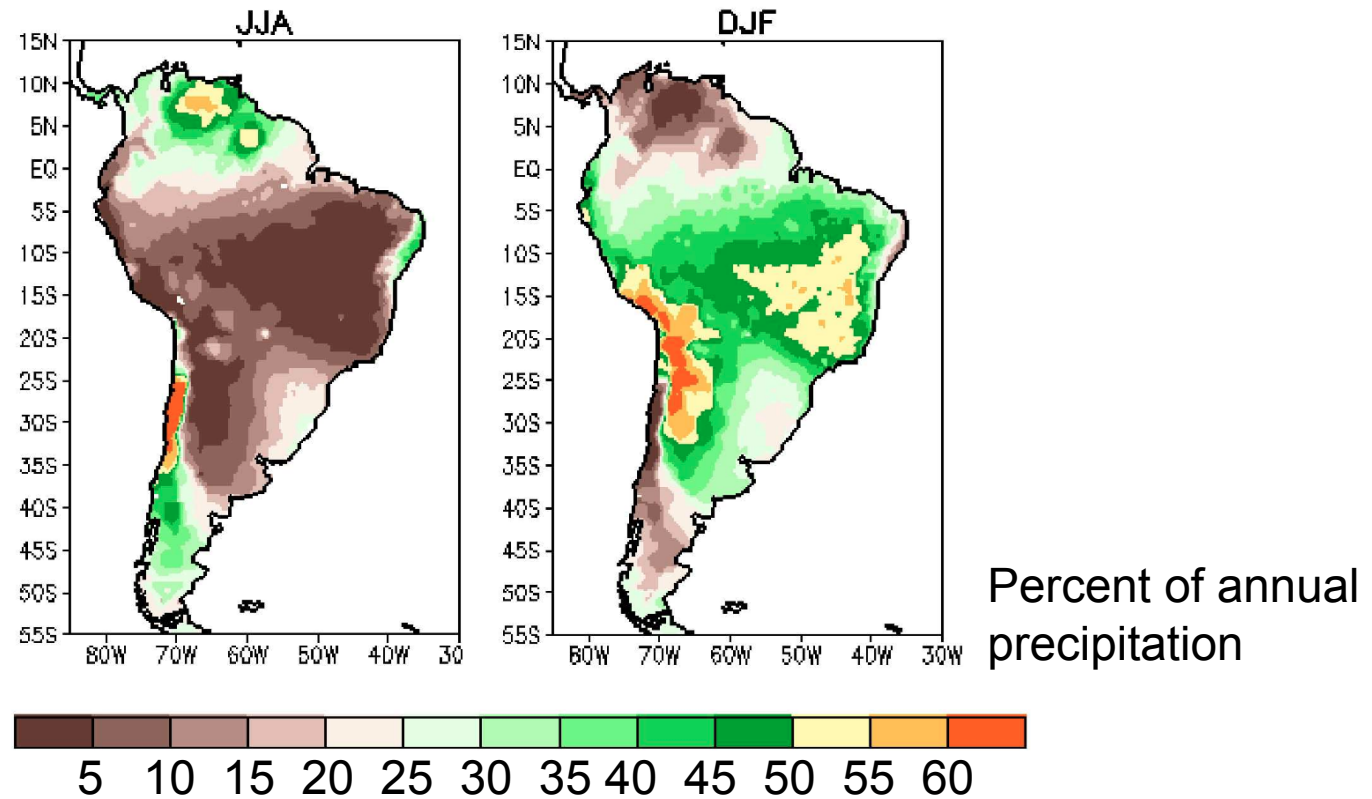 JJA
15N
10N
5N
EQ
5S
10S
15S
20S
25S
30S
35S
40S
45S
50S
55S
80W 70W 60W 50W 40W 30
DJF
15N
10N
5N
EQ
5S
10S
15S
20S
25S
30S
35S
40S
45S
50S
55S
80W 70W 60W 50W 40W 30W
Percent of annual
precipitation
5 10 15 20 25 30 35 40 45 50 55 60